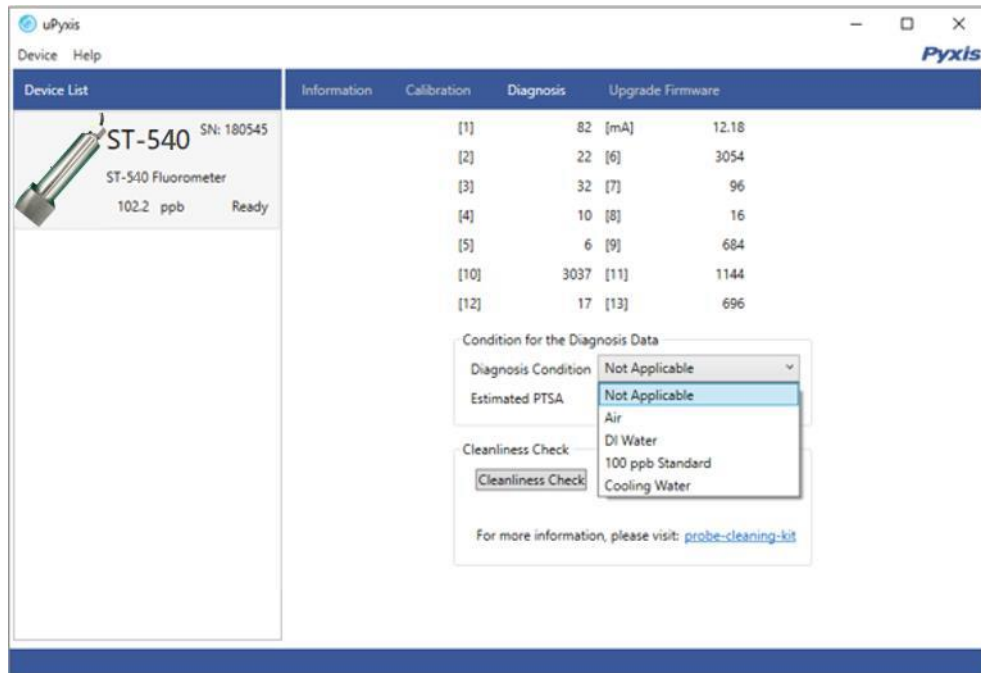 uPyxis
Device Help
Pyxis
Device List
Information Calibration Diagnosis Upgrade Firmware
ST-540 SN: 180545
ST-540 Fluorometer
102.2 ppb Ready
[1] 82 [mA] 12.18
[2] 22 [6] 3054
[3] 32 [7] 96
[4] 10 [8] 16
[5] 6 [9] 684
[10] 3037 [11] 1144
[12] 17 [13] 696
Condition for the Diagnosis Data
Diagnosis Condition Not Applicable
Estimated PTSA
Not Applicable
Air
DI Water
100 ppb Standard
Cooling Water
Cleanliness Check
Cleanliness Check
For more information, please visit: probe-cleaning-kit